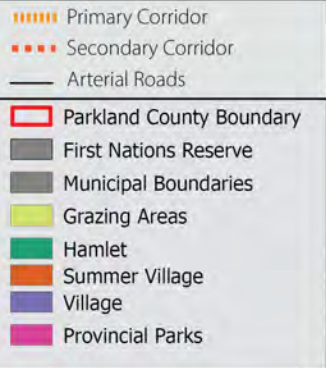 Primary Corridor
Secondary Corridor
Arterial Roads
Parkland County Boundary
First Nations Reserve
Municipal Boundaries
Grazing Areas
Hamlet
Summer Village
Village
Provincial Parks